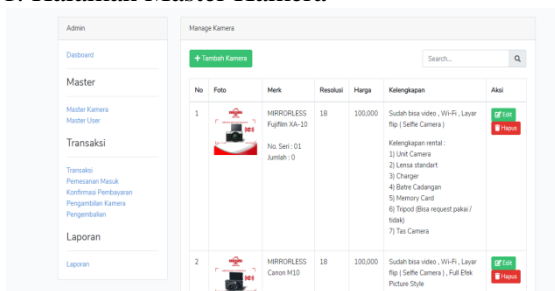 1. Halaman Master Kamera
Admin
Dasboard
Master
Master Kamera
Master User
Transaksi
Transaksi
Pemesanan Masuk
Konfirmasi Pembayaran
Pengambilan Kamera
Pengembalian
Laporan
Laporan
Manage Kamera
+ Tambah Kamera
Search...
No Foto Merk Resolusi Harga Kelengkapan Aksi
1 MIRRORLESS 18 100,000 Sudah bisa video , Wi-Fi , Layar Edit
Fujifilm XA-10 flip ( Selfie Camera ) Hapus
No. Seri : 01 Kelengkapan rental :
Jumlah : 0 1) Unit Camera
2) Lensa standart
3) Charger
4) Batre Cadangan
5) Memory Card
6) Tripod (Bisa request pakai /
tidak)
7) Tas Camera
2 MIRRORLESS 18 100,000 Sudah bisa video , Wi-Fi , Layar Edit
Canon M10 flip ( Selfie Camera ) , Full Efek Hapus
Picture Style